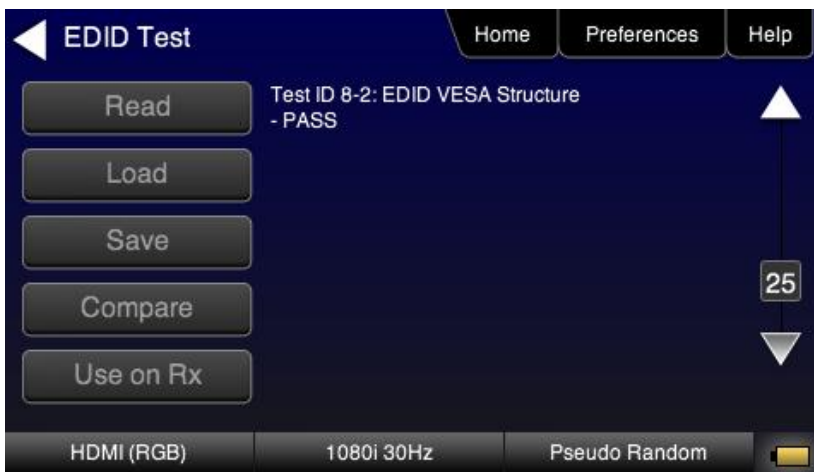 EDID Test
Home
Preferences
Help
Read
Load
Save
Compare
Use on Rx
Test ID 8-2: EDID VESA Structure
- PASS
25
HDMI (RGB)
1080i 30Hz
Pseudo Random